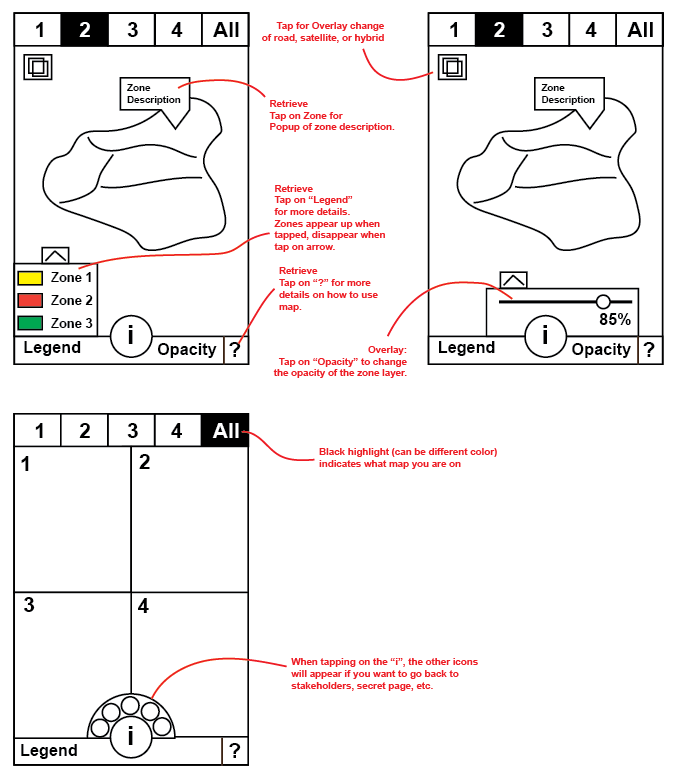 1 2 3 4 All
Zone
Description
Zone 1
Zone 2
Zone 3
Legend i Opacity ?
Tap for Overlay change
of road, satellite, or hybrid
Retrieve
Tap on Zone for
Popup of zone description.
Retrieve
Tap on “Legend”
for more details.
Zones appear up when
tapped, disappear when
tap on arrow.
Retrieve
Tap on “?” for more
details on how to use
map.
Overlay:
Tap on “Opacity” to change
the opacity of the zone layer.
1 2 3 4 All
Zone
Description
85%
Legend i Opacity ?
1 2 3 4 All
1 2
3 4
i
Legend ?
Black highlight (can be different color)
indicates what map you are on
When tapping on the “i”, the other icons
will appear if you want to go back to
stakeholders, secret page, etc.